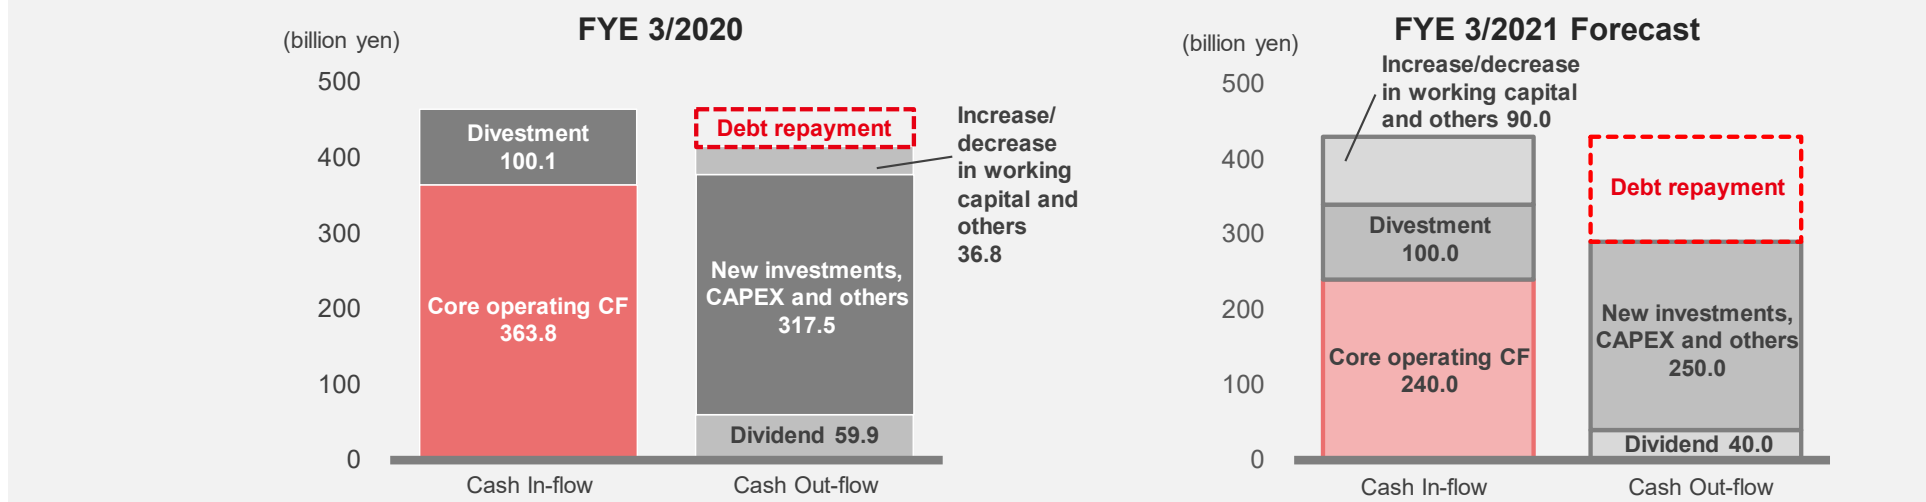 FYE 3/2020
(billion yen)
500
400
300
200
100
0
Divestment
100.1
Core operating CF
363.8
Cash In-flow
Debt repayment
Increase/
decrease
in working
capital and
others
36.8
New investments,
CAPEX and others
317.5
Dividend 59.9
Cash Out-flow
FYE 3/2021 Forecast
(billion yen)
500
400
300
200
100
0
Increase/decrease
in working capital
and others 90.0
Divestment
100.0
Core operating CF
240.0
Cash In-flow
Debt repayment
New investments,
CAPEX and others
250.0
Dividend 40.0
Cash Out-flow